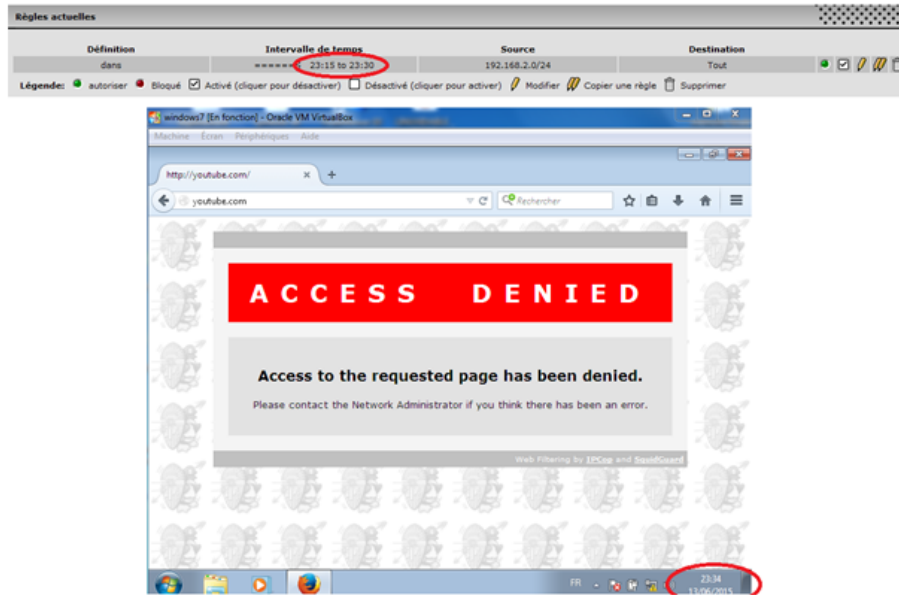 Règles actuelles
Définition Intervalle de temps Source Destination
dans ======= 23:15 to 23:30 192.168.2.0/24 Tout
Légende: autoriser Bloqué Activé (cliquer pour désactiver) Désactivé (cliquer pour activer) Modifier Copier une règle Supprimer
windows7 [En fonction] - Oracle VM VirtualBox
Machine Écran Périphériques Aide
http://youtube.com/
youtube.com Rechercher
ACCESS DENIED
Access to the requested page has been denied.
Please contact the Network Administrator if you think there has been an error.
Web Filtering by IPCop and SquidGuard
FR 23:34
13/06/2015